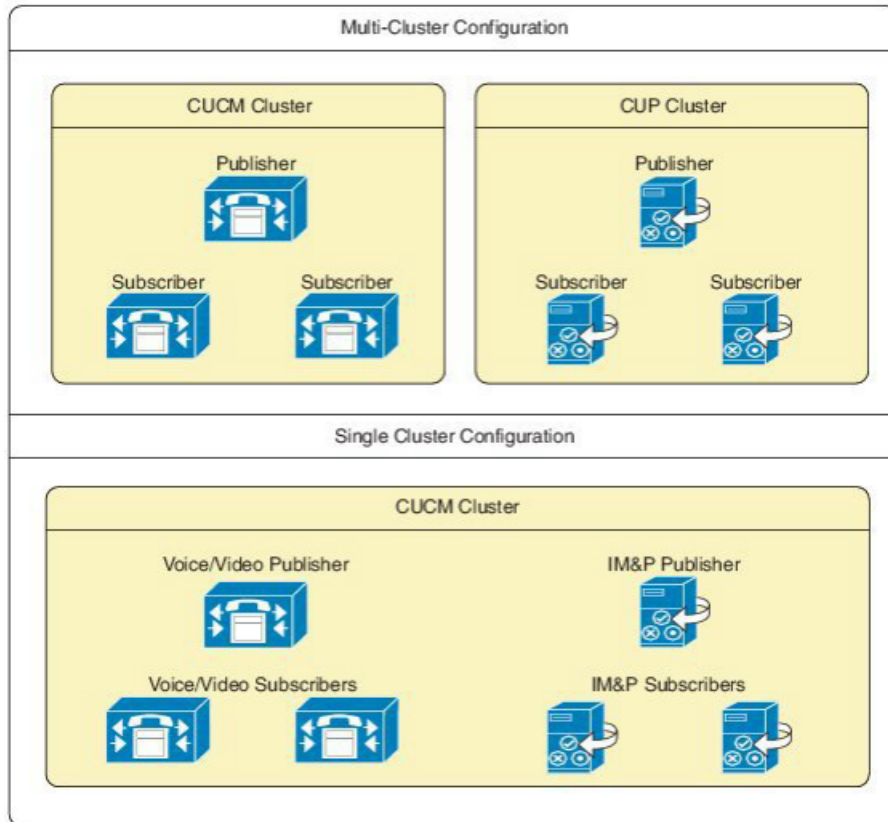 Multi-Cluster Configuration
CUCM Cluster
Publisher
Subscriber
Subscriber
CUP Cluster
Publisher
Subscriber
Subscriber
Single Cluster Configuration
CUCM Cluster
Voice/Video Publisher
IM&P Publisher
Voice/Video Subscribers
IM&P Subscribers